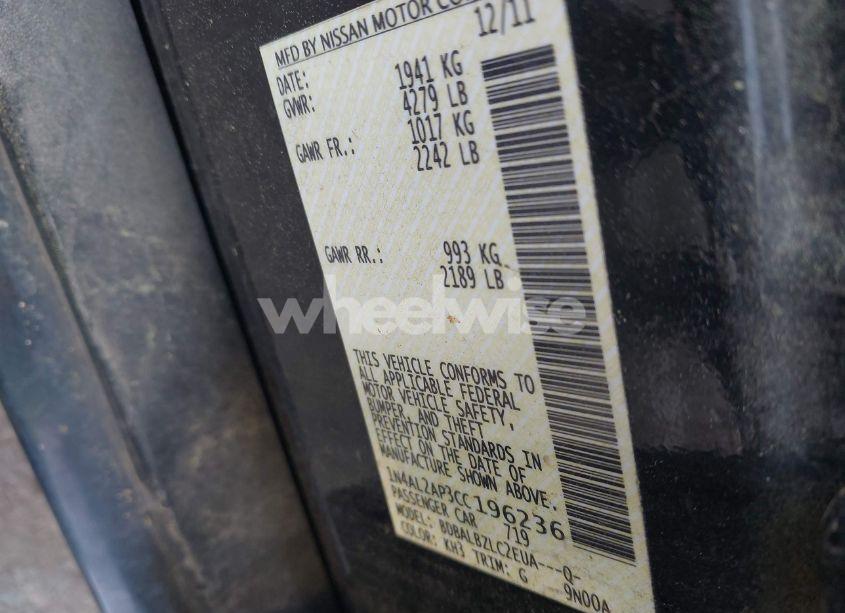 MFD BY NISSAN MOTOR CO
DATE: 12/11
GVWR: 1941 KG
4279 LB
GAWR FR.: 1017 KG
2242 LB
GAWR RR.: 993 KG
2189 LB
wheelwise
THIS VEHICLE CONFORMS TO
ALL APPLICABLE FEDERAL
MOTOR VEHICLE SAFETY,
BUMPER, AND THEFT
PREVENTION STANDARDS IN
EFFECT ON THE DATE OF
MANUFACTURE SHOWN ABOVE.
1N4AL2AP3CC196236
PASSENGER CAR 719
MODEL: BDBALBZLC2EUA---Q-
COLOR: KH3 TRIM: G 9N00A